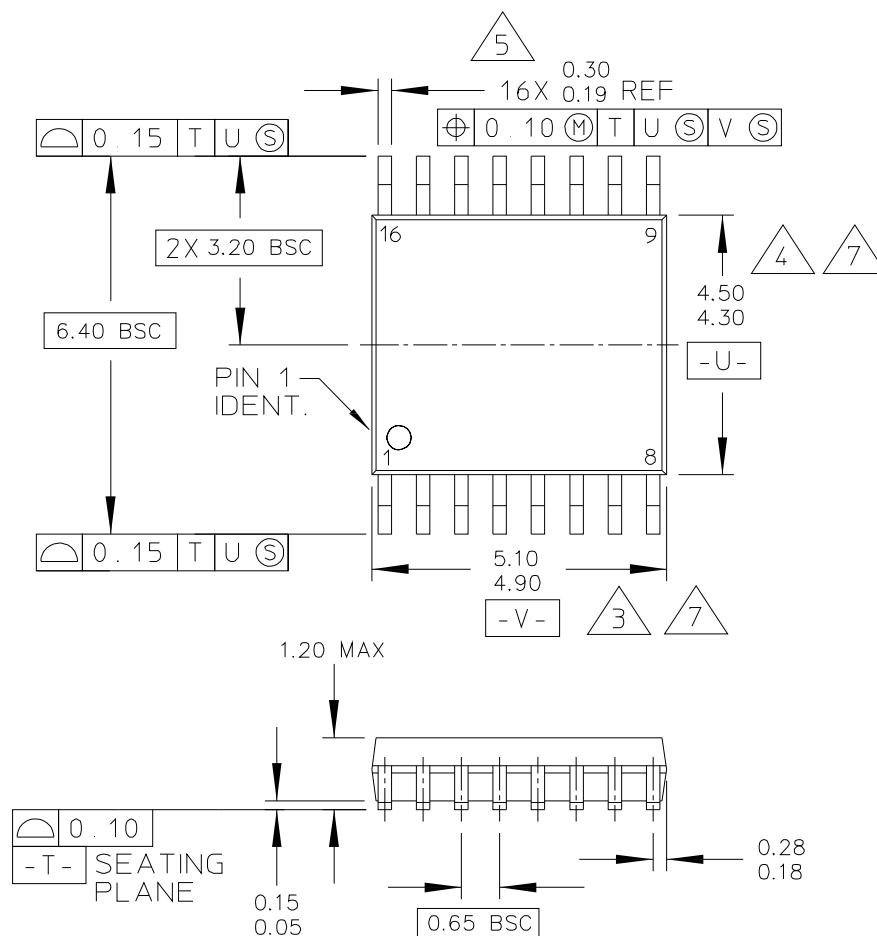 5
0.30
16X 0.19 REF
0.15 T U Ⓢ
0.10 Ⓜ T U Ⓢ V Ⓢ
2X 3.20 BSC
6.40 BSC
16
9
4
7
4.50
4.30
-U-
PIN 1
IDENT.
1
8
0.15 T U Ⓢ
5.10
4.90
-V-
3
7
1.20 MAX
0.10
-T- SEATING
PLANE
0.15
0.05
0.65 BSC
0.28
0.18